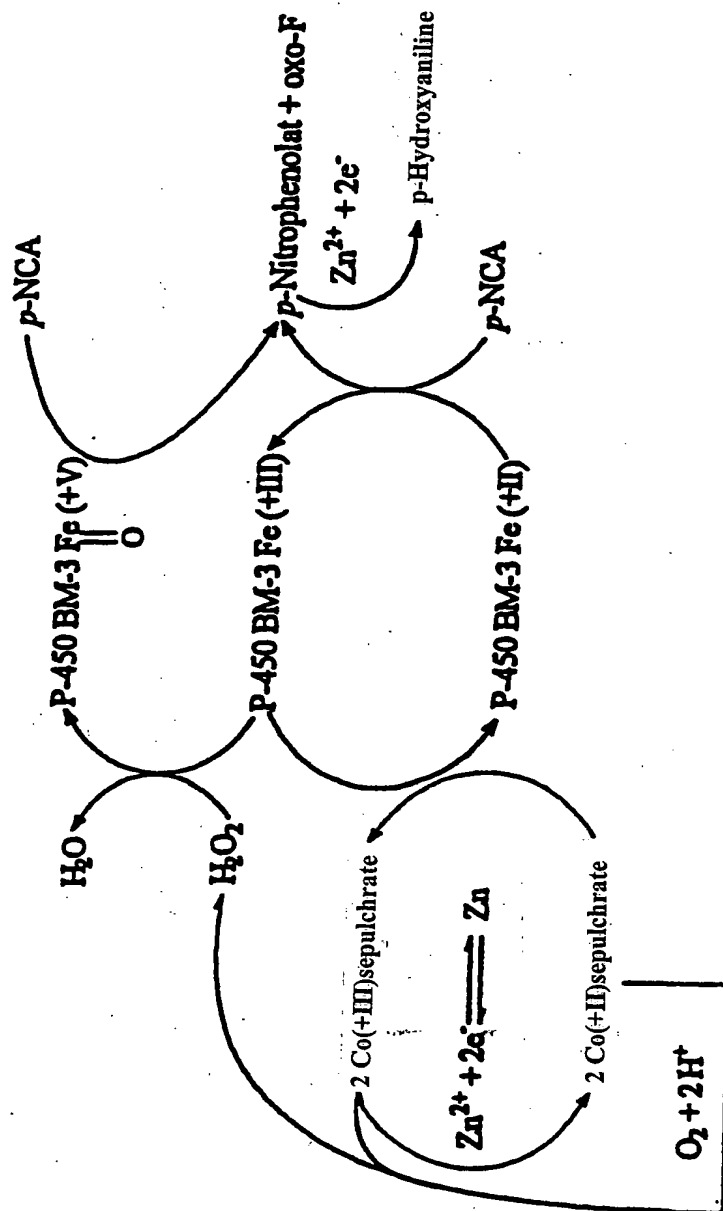 H₂O
P-450 BM-3 Fe (+V)
O
p-NCA
H₂O₂
2 Co(+III)sepulchrate
P-450 BM-3 Fe (+III)
p-Nitrophenolat + oxo-F
Zn²⁺ + 2e⁻
Zn
Zn²⁺ + 2e⁻
p-Hydroxyaniline
2 Co(+II)sepulchrate
P-450 BM-3 Fe (+II)
p-NCA
O₂ + 2H⁺